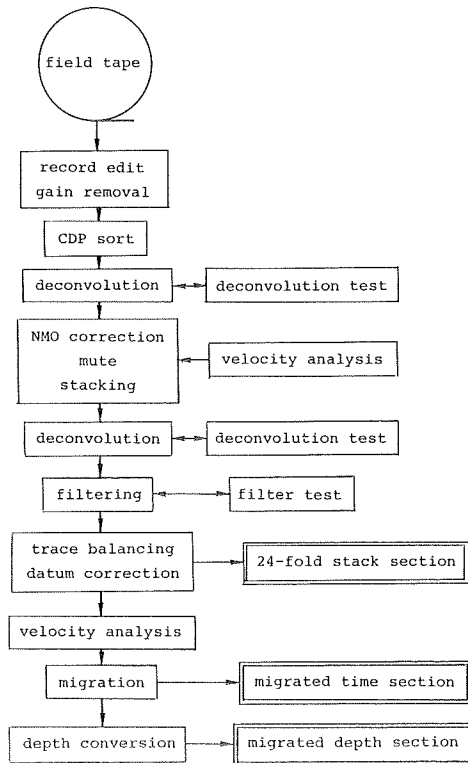 field tape
record edit
gain removal
CDP sort
deconvolution
deconvolution test
NMO correction
mute
stacking
velocity analysis
deconvolution
deconvolution test
filtering
filter test
trace balancing
datum correction
24-fold stack section
velocity analysis
migration
migrated time section
depth conversion
migrated depth section